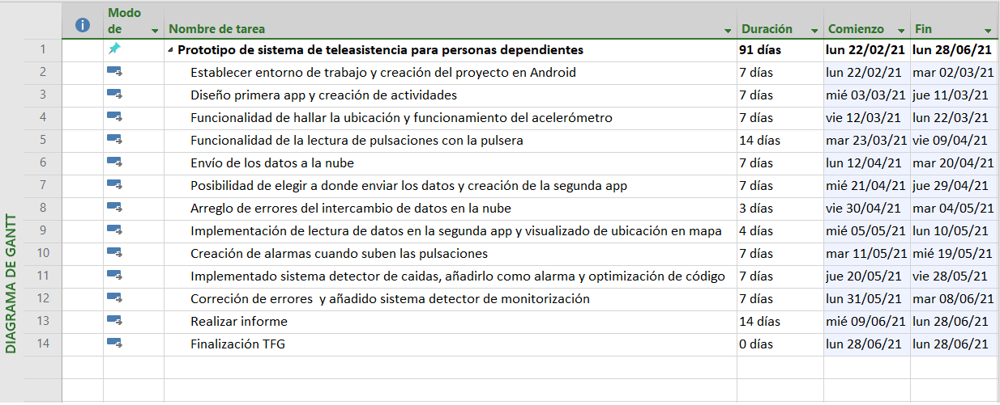 Modo de Nombre de tarea Duración Comienzo Fin
1 Prototipo de sistema de teleasistencia para personas dependientes 91 días lun 22/02/21 lun 28/06/21
2 Establecer entorno de trabajo y creación del proyecto en Android 7 días lun 22/02/21 mar 02/03/21
3 Diseño primera app y creación de actividades 7 días mié 03/03/21 jue 11/03/21
4 Funcionalidad de hallar la ubicación y funcionamiento del acelerómetro 7 días vie 12/03/21 lun 22/03/21
5 Funcionalidad de la lectura de pulsaciones con la pulsera 14 días mar 23/03/21 vie 09/04/21
6 Envío de los datos a la nube 7 días lun 12/04/21 mar 20/04/21
7 Posibilidad de elegir a donde enviar los datos y creación de la segunda app 7 días mié 21/04/21 jue 29/04/21
8 Arreglo de errores del intercambio de datos en la nube 3 días vie 30/04/21 mar 04/05/21
9 Implementación de lectura de datos en la segunda app y visualizado de ubicación en mapa 4 días mié 05/05/21 lun 10/05/21
10 Creación de alarmas cuando suben las pulsaciones 7 días mar 11/05/21 mié 19/05/21
11 Implementado sistema detector de caidas, añadirlo como alarma y optimización de código 7 días jue 20/05/21 vie 28/05/21
12 Correción de errores y añadido sistema detector de monitorización 7 días lun 31/05/21 mar 08/06/21
13 Realizar informe 14 días mié 09/06/21 lun 28/06/21
14 Finalización TFG 0 días lun 28/06/21 lun 28/06/21
DIAGRAMA DE GANTT